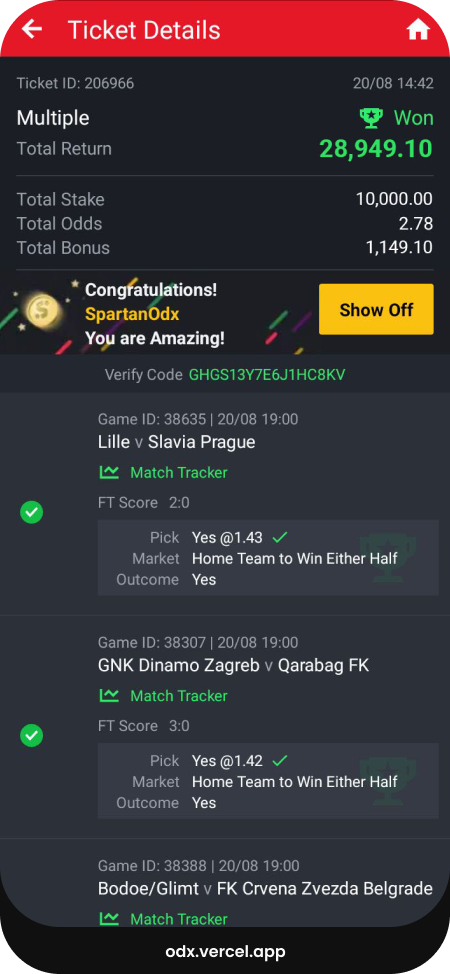 Ticket Details
Ticket ID: 206966 20/08 14:42
Multiple Won
Total Return 28,949.10
Total Stake 10,000.00
Total Odds 2.78
Total Bonus 1,149.10
Congratulations!
SpartanOdx
You are Amazing!
Show Off
Verify Code GHGS13Y7E6J1HC8KV
Game ID: 38635 | 20/08 19:00
Lille v Slavia Prague
Match Tracker
FT Score 2:0
Pick Yes @1.43
Market Home Team to Win Either Half
Outcome Yes
Game ID: 38307 | 20/08 19:00
GNK Dinamo Zagreb v Qarabag FK
Match Tracker
FT Score 3:0
Pick Yes @1.42
Market Home Team to Win Either Half
Outcome Yes
Game ID: 38388 | 20/08 19:00
Bodoe/Glimt v FK Crvena Zvezda Belgrade
Match Tracker
odx.vercel.app